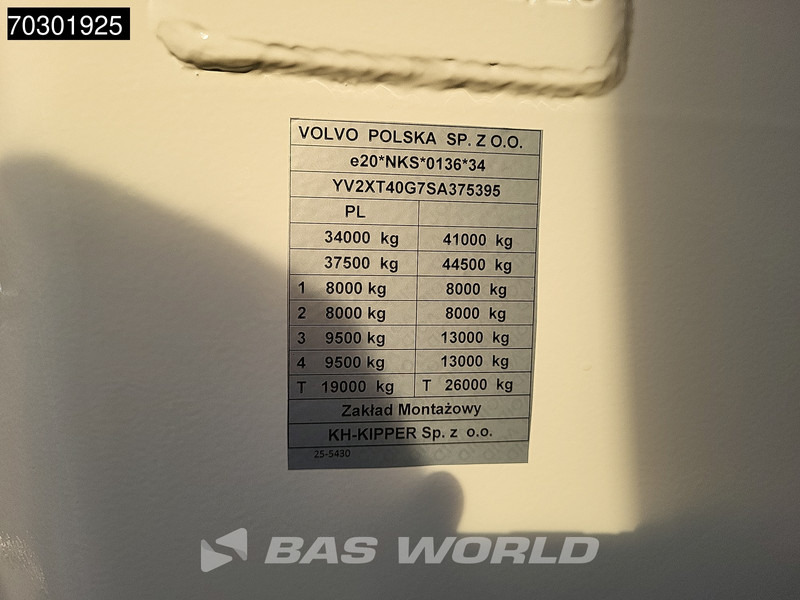 70301925
VOLVO POLSKA SP. Z O.O.
e20*NKS*0136*34
YV2XT40G7SA375395
PL
34000 kg 41000 kg
37500 kg 44500 kg
1 8000 kg 8000 kg
2 8000 kg 8000 kg
3 9500 kg 13000 kg
4 9500 kg 13000 kg
T 19000 kg T 26000 kg
Zakład Montażowy
KH-KIPPER Sp. z o.o.
25-5430
BAS WORLD